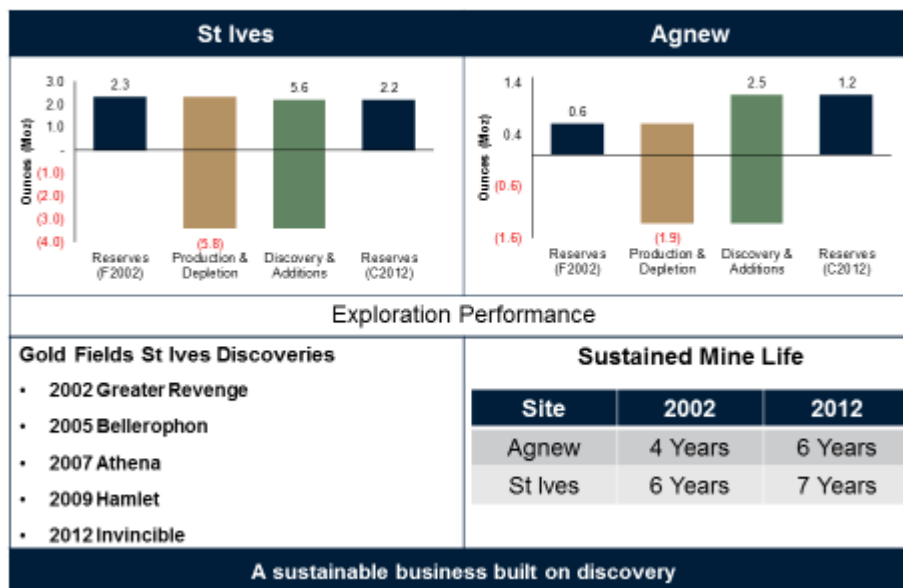 St Ives
Agnew
3.0
2.0
1.0
-
(1.0)
(2.0)
(3.0)
(4.0)
Ounces (Moz)
2.3
5.6
2.2
(5.8)
Reserves
(F2002)
Production &
Depletion
Discovery &
Additions
Reserves
(C2012)
1.4
0.4
(0.6)
(1.6)
Ounces (Moz)
0.6
2.5
1.2
(1.9)
Reserves
(F2002)
Production &
Depletion
Discovery &
Additions
Reserves
(C2012)
Exploration Performance
Gold Fields St Ives Discoveries
• 2002 Greater Revenge
• 2005 Bellerophon
• 2007 Athena
• 2009 Hamlet
• 2012 Invincible
Sustained Mine Life
Site 2002 2012
Agnew 4 Years 6 Years
St Ives 6 Years 7 Years
A sustainable business built on discovery